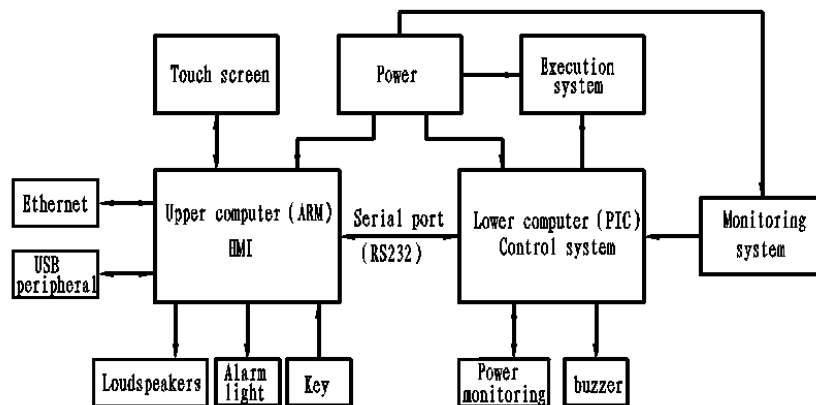 Touch screen
Power
Execution
system
Ethernet
Upper computer (ARM)
HMI
Serial port
(RS232)
Lower computer (PIC)
Control system
Monitoring
system
USB
peripheral
Loudspeakers
Alarm
light
Key
Power
monitoring
buzzer